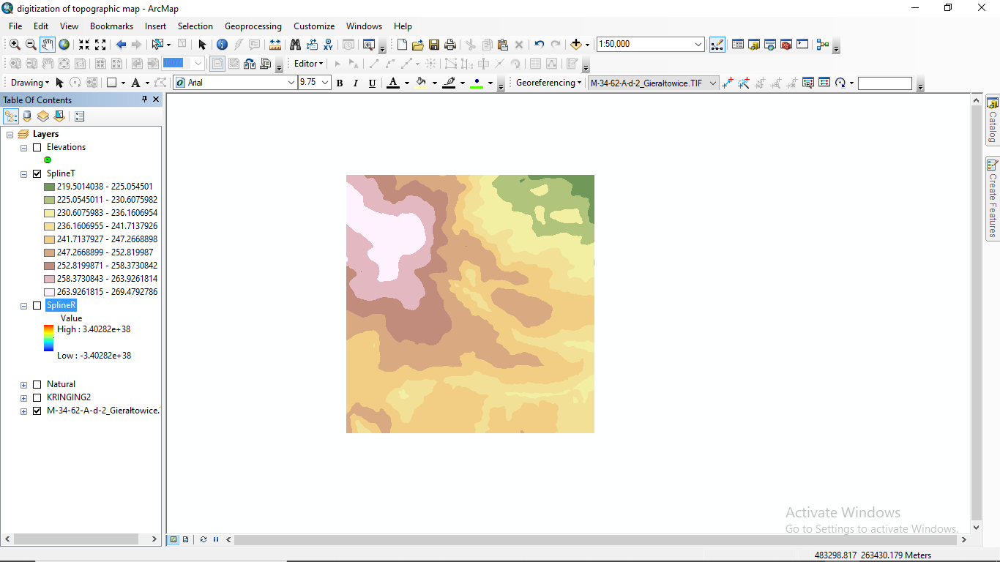 digitization of topographic map - ArcMap
File Edit View Bookmarks Insert Selection Geoprocessing Customize Windows Help
1:50,000
100%
Editor
Drawing A Arial 9.75 B I U A
Georeferencing M-34-62-A-d-2_Gierałtowice.TIF
Table Of Contents
Layers
Elevations
SplineT
219.5014038 - 225.054501
225.0545011 - 230.6075982
230.6075983 - 236.1606954
236.1606955 - 241.7137926
241.7137927 - 247.2668898
247.2668899 - 252.819987
252.8199871 - 258.3730842
258.3730843 - 263.9261814
263.9261815 - 269.4792786
SplineR
Value
High : 3.40282e+38
Low : -3.40282e+38
Natural
KRINGING2
M-34-62-A-d-2_Gierałtowice.
Catalog
Create Features
Activate Windows
Go to Settings to activate Windows.
483298.817 263430.179 Meters